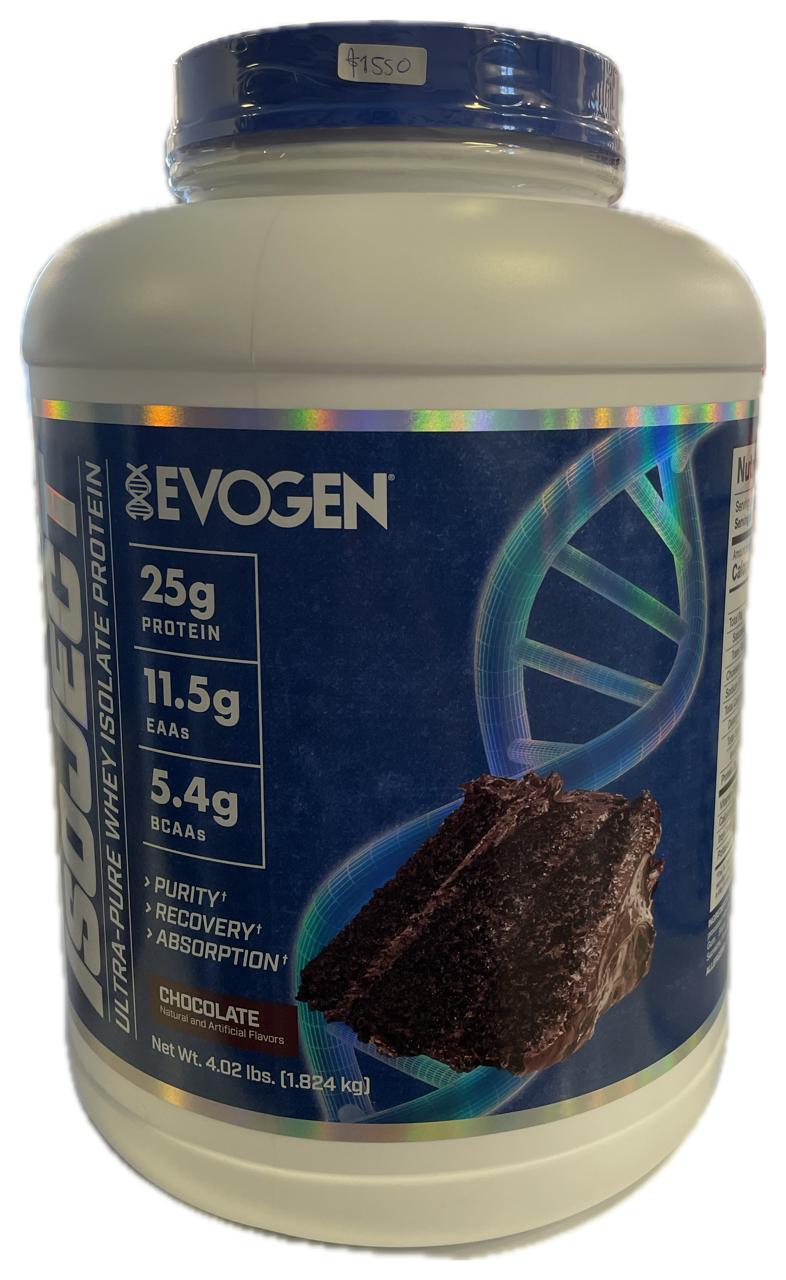 $1550
ISOJECT
ULTRA-PURE WHEY ISOLATE PROTEIN
EVOGEN®
25g
PROTEIN
11.5g
EAAs
5.4g
BCAAs
› PURITY†
› RECOVERY†
› ABSORPTION†
CHOCOLATE
Natural and Artificial Flavors
Net Wt. 4.02 lbs. (1.824 kg)